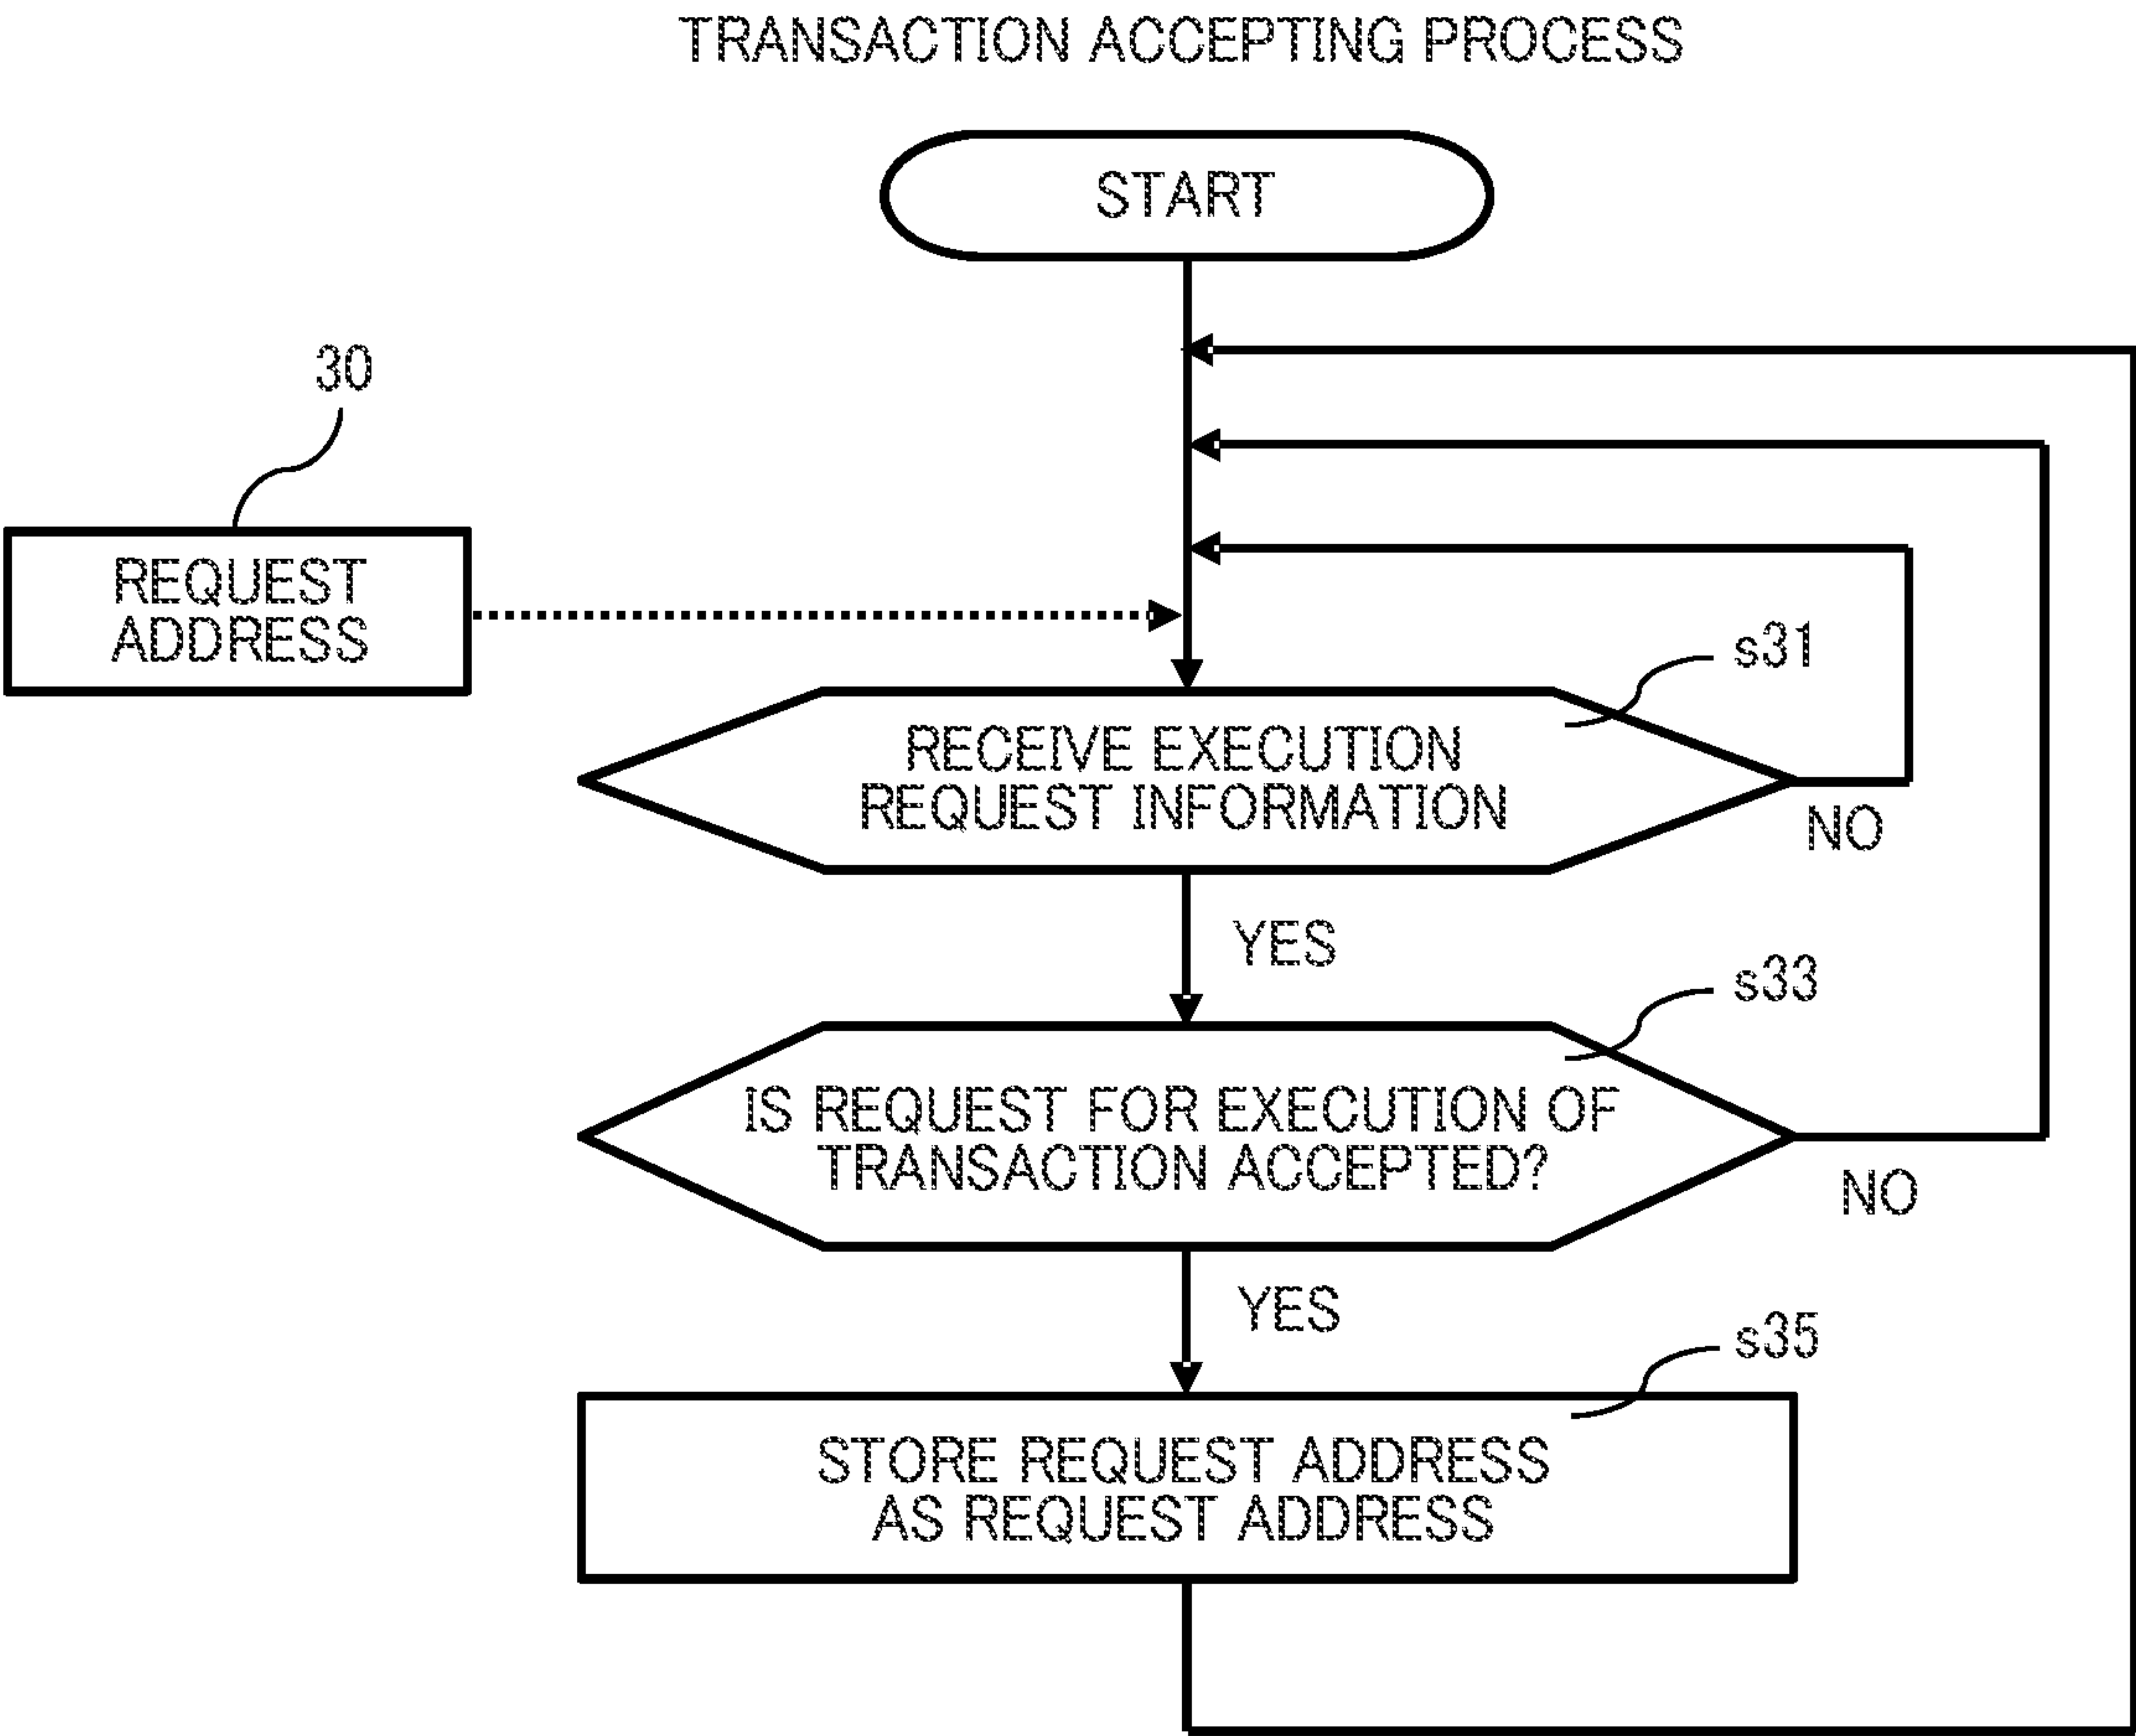 TRANSACTION ACCEPTING PROCESS
START
30
REQUEST
ADDRESS
s31
RECEIVE EXECUTION
REQUEST INFORMATION
NO
YES
s33
IS REQUEST FOR EXECUTION OF
TRANSACTION ACCEPTED?
NO
YES
s35
STORE REQUEST ADDRESS
AS REQUEST ADDRESS